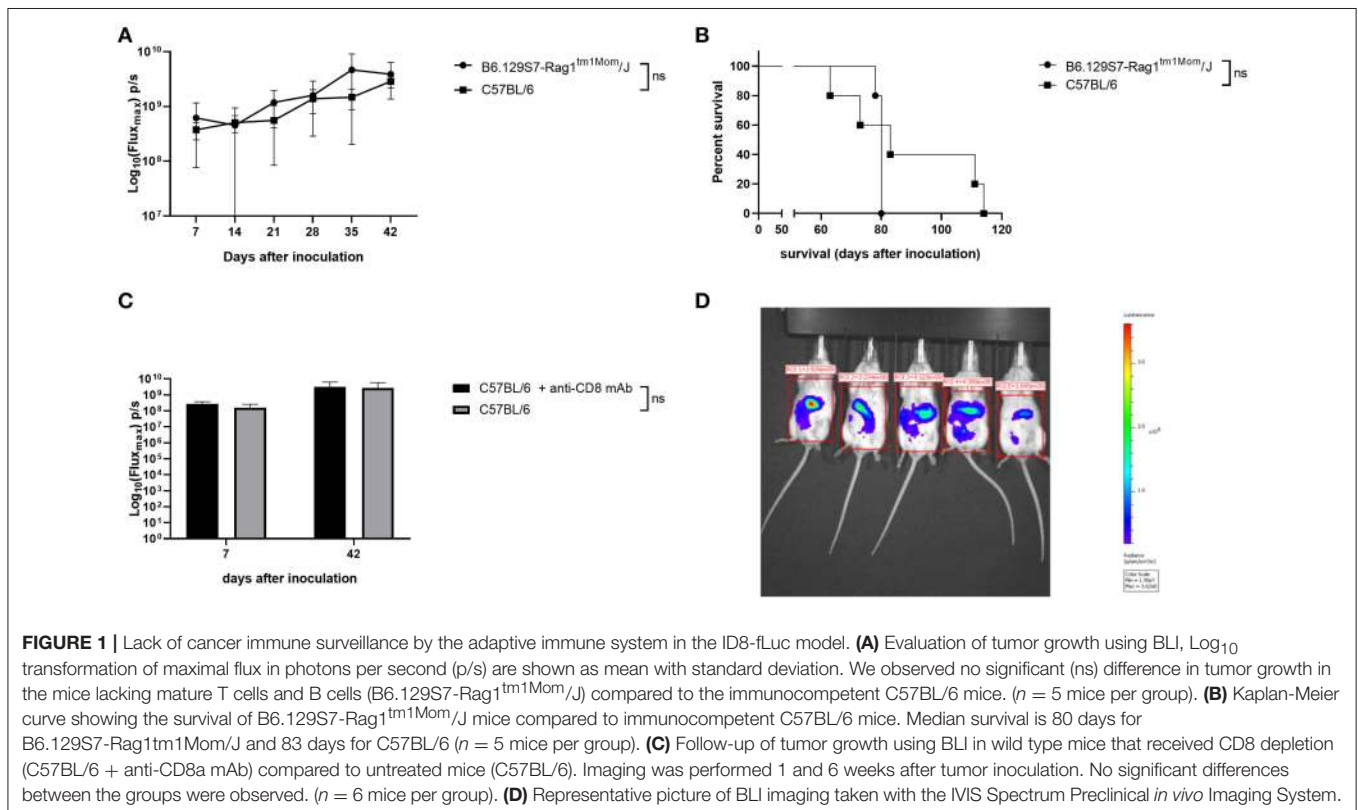 A
10^10
10^9
10^8
10^7
Log10(Fluxmax) p/s
7 14 21 28 35 42
Days after inoculation
B6.129S7-Rag1^tm1Mom/J
C57BL/6
ns
B
100
80
60
40
20
0
Percent survival
0 50 60 80 100 120
survival (days after inoculation)
B6.129S7-Rag1^tm1Mom/J
C57BL/6
ns
C
10^10
10^9
10^8
10^7
10^6
10^5
10^4
10^3
10^2
10^1
10^0
Log10(Fluxmax) p/s
7 42
days after inoculation
C57BL/6 + anti-CD8 mAb
C57BL/6
ns
D
Luminescence
Radiance
Color Scale
FIGURE 1 | Lack of cancer immune surveillance by the adaptive immune system in the ID8-fLuc model. (A) Evaluation of tumor growth using BLI, Log10
transformation of maximal flux in photons per second (p/s) are shown as mean with standard deviation. We observed no significant (ns) difference in tumor growth in
the mice lacking mature T cells and B cells (B6.129S7-Rag1^tm1Mom/J) compared to the immunocompetent C57BL/6 mice. (n = 5 mice per group). (B) Kaplan-Meier
curve showing the survival of B6.129S7-Rag1^tm1Mom/J mice compared to immunocompetent C57BL/6 mice. Median survival is 80 days for
B6.129S7-Rag1tm1Mom/J and 83 days for C57BL/6 (n = 5 mice per group). (C) Follow-up of tumor growth using BLI in wild type mice that received CD8 depletion
(C57BL/6 + anti-CD8a mAb) compared to untreated mice (C57BL/6). Imaging was performed 1 and 6 weeks after tumor inoculation. No significant differences
between the groups were observed. (n = 6 mice per group). (D) Representative picture of BLI imaging taken with the IVIS Spectrum Preclinical in vivo Imaging System.